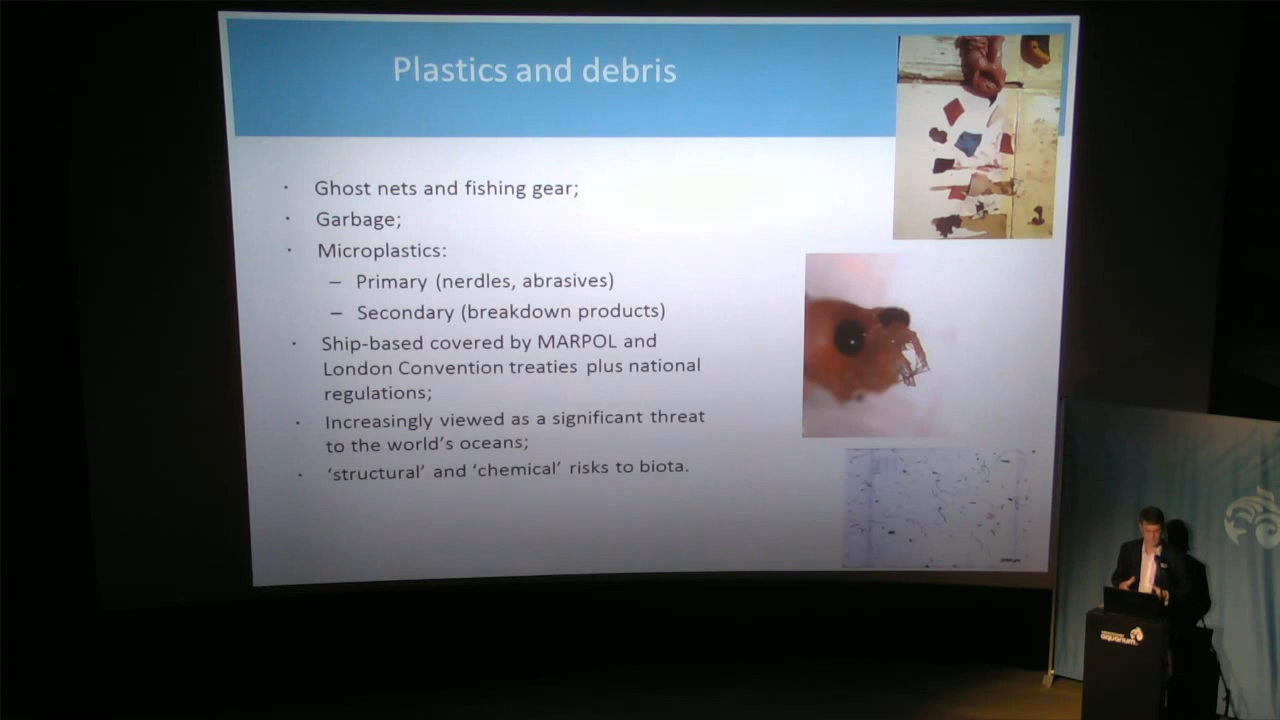 Plastics and debris
· Ghost nets and fishing gear;
· Garbage;
· Microplastics:
– Primary (nerdles, abrasives)
– Secondary (breakdown products)
· Ship-based covered by MARPOL and
London Convention treaties plus national
regulations;
· Increasingly viewed as a significant threat
to the world's oceans;
· ‘structural’ and ‘chemical’ risks to biota.
aquarium